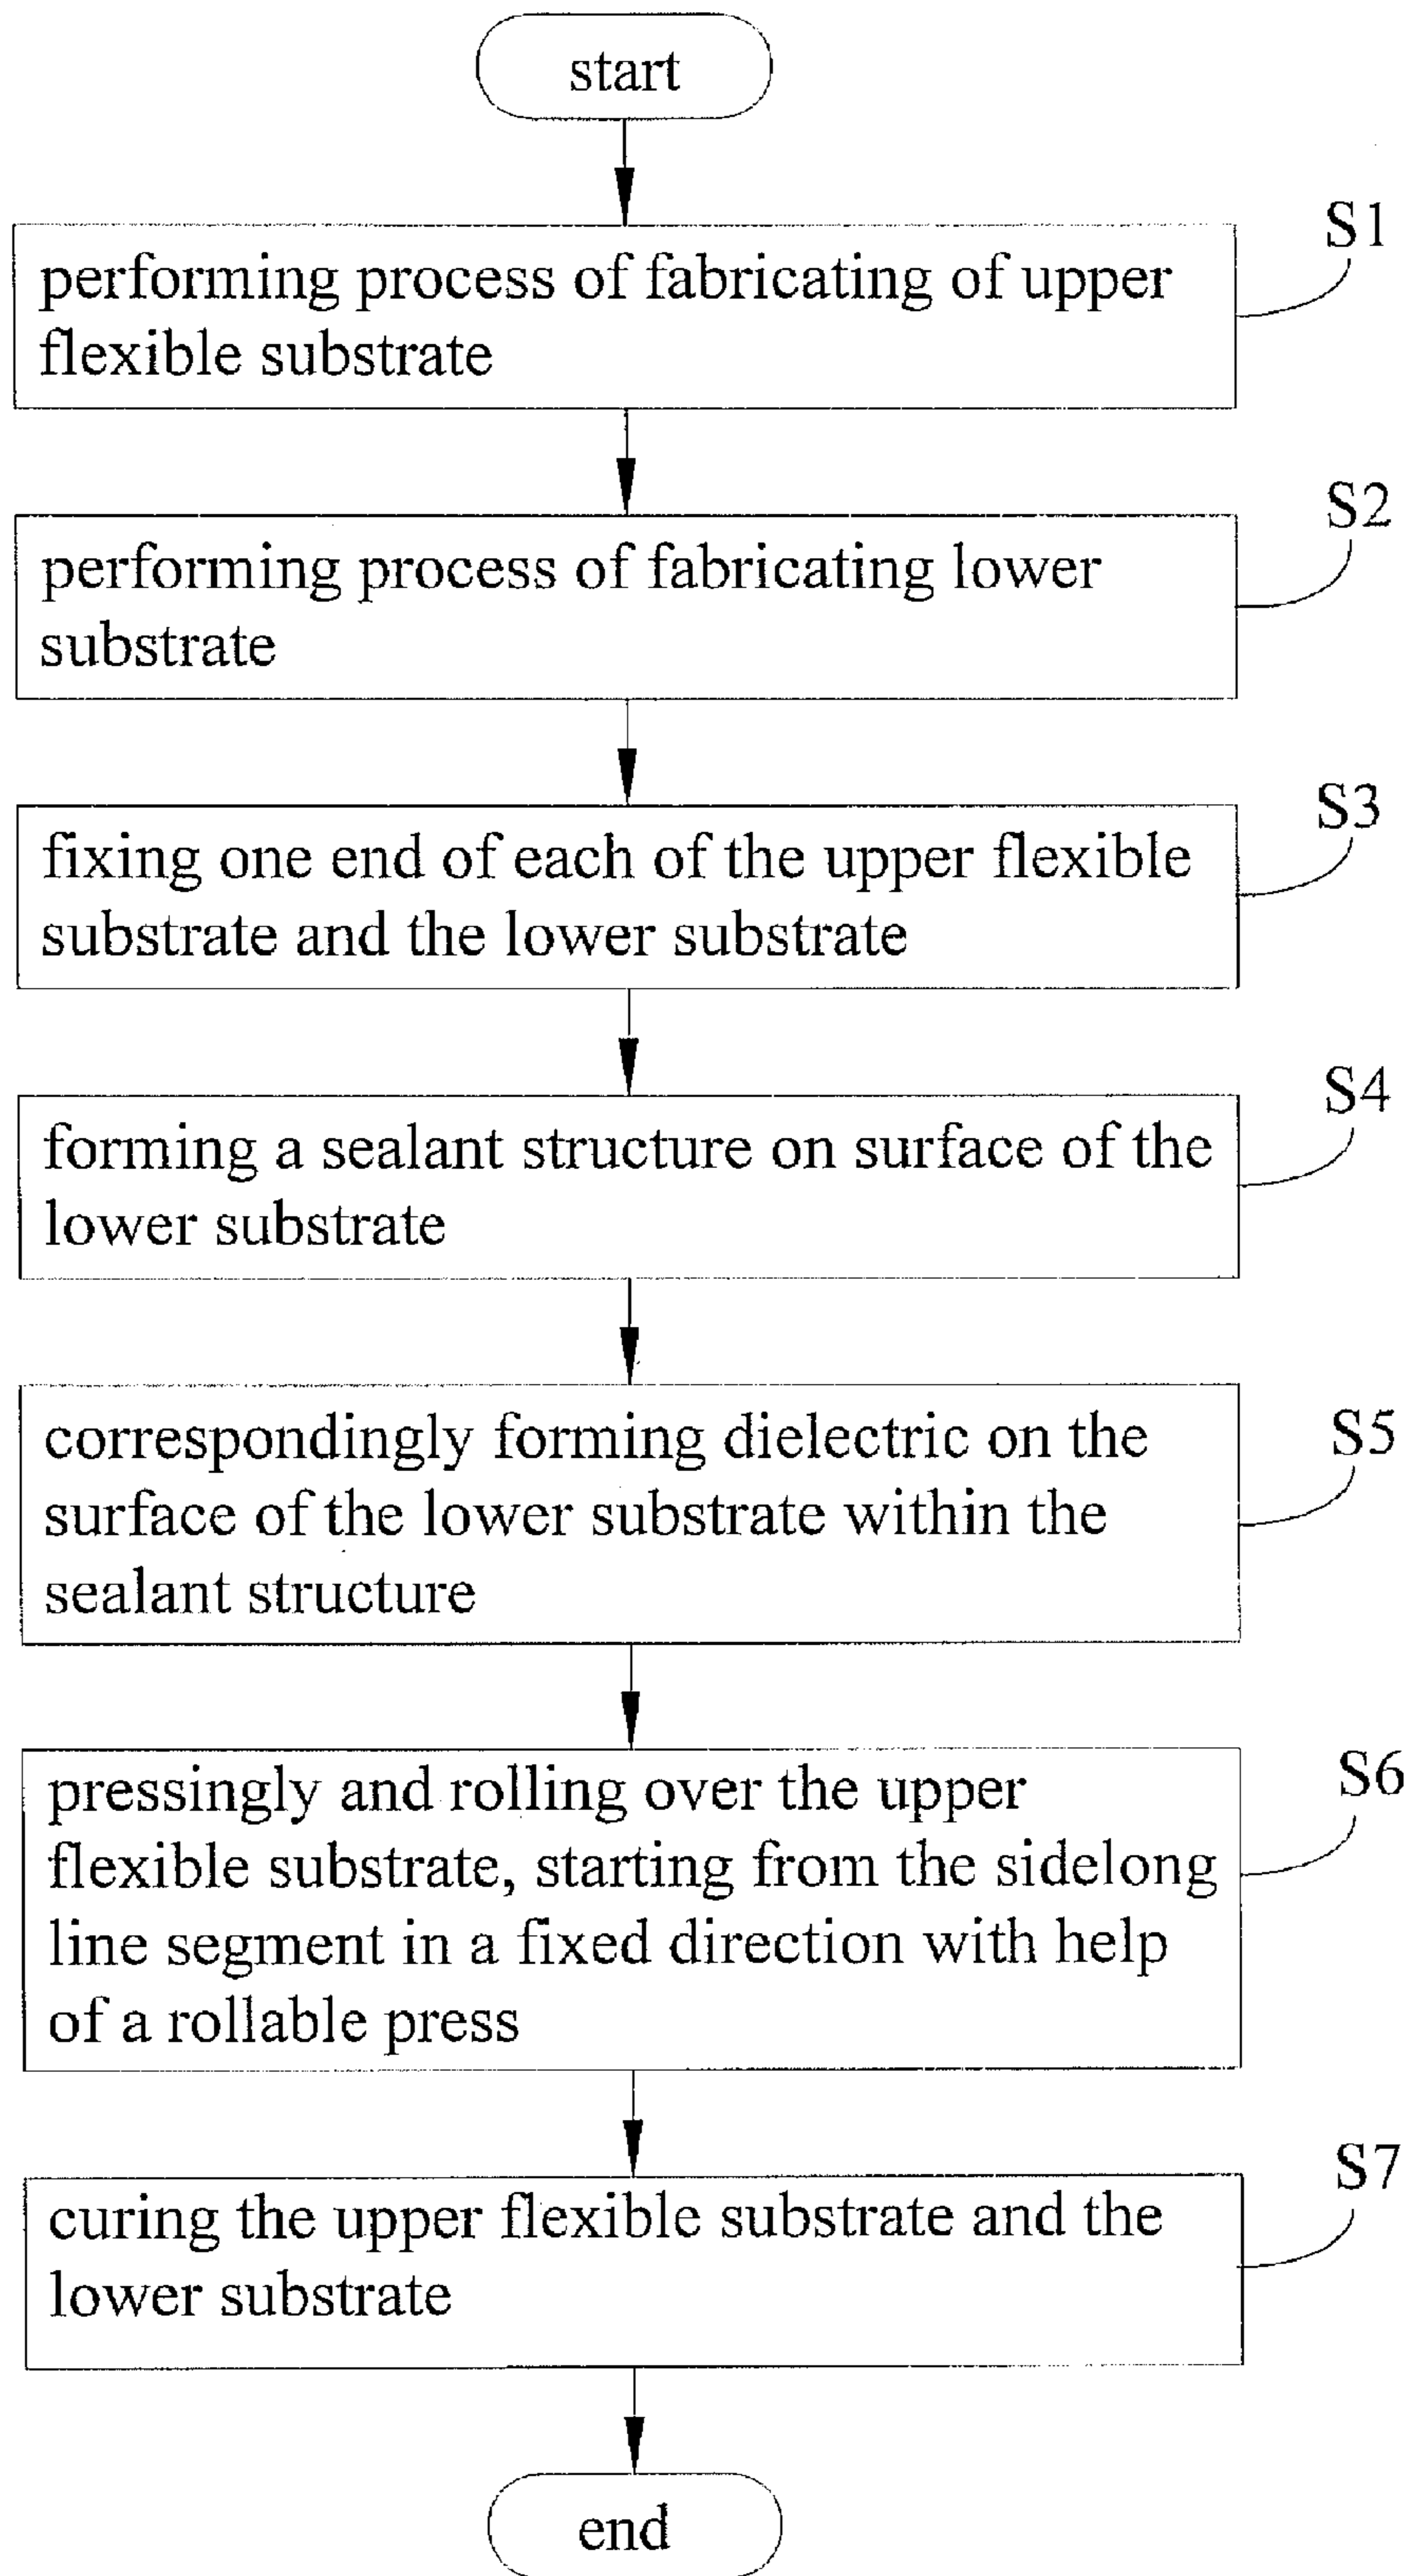 start
S1
performing process of fabricating of upper
flexible substrate
S2
performing process of fabricating lower
substrate
S3
fixing one end of each of the upper flexible
substrate and the lower substrate
S4
forming a sealant structure on surface of the
lower substrate
S5
correspondingly forming dielectric on the
surface of the lower substrate within the
sealant structure
S6
pressingly and rolling over the upper
flexible substrate, starting from the sidelong
line segment in a fixed direction with help
of a rollable press
S7
curing the upper flexible substrate and the
lower substrate
end